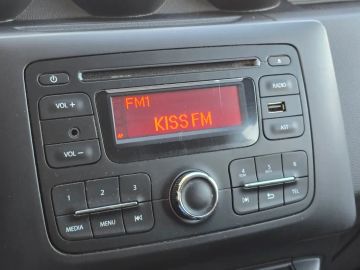 FM1
KISS FM
VOL +
VOL −
RADIO
AST
1 2 3
4 5 6
MEDIA MENU
TEL